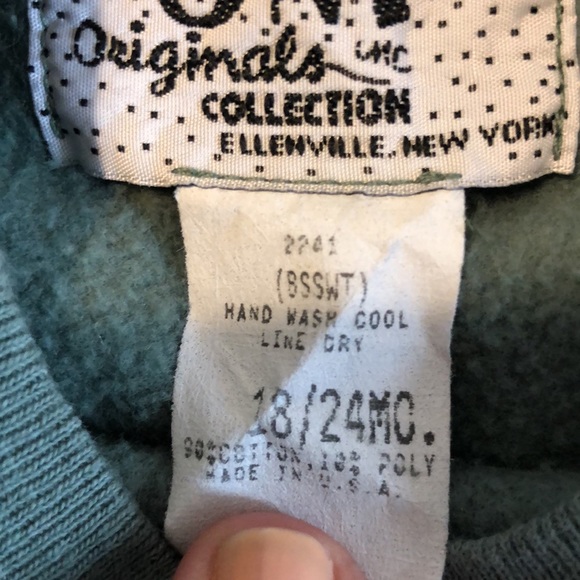 Originals INC
COLLECTION
ELLENVILLE, NEW YORK
2241
(BSSWT)
HAND WASH COOL
LINE DRY
18/24MO.
90%COTTON,10% POLY
MADE IN U.S.A.